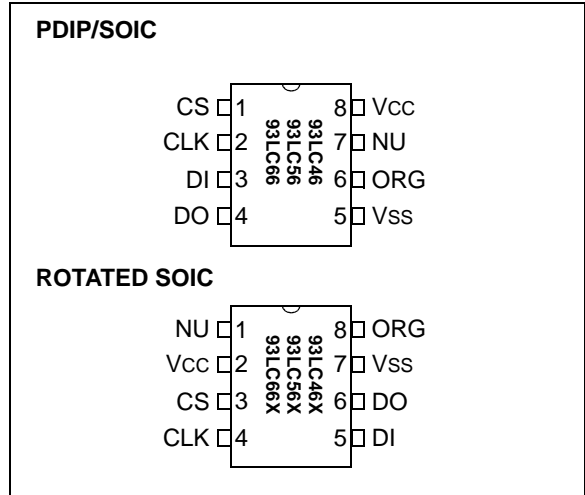 PDIP/SOIC
CS 1 8 VCC
CLK 2 7 NU
DI 3 6 ORG
DO 4 5 VSS
93LC46
93LC56
93LC66
ROTATED SOIC
NU 1 8 ORG
VCC 2 7 VSS
CS 3 6 DO
CLK 4 5 DI
93LC46X
93LC56X
93LC66X